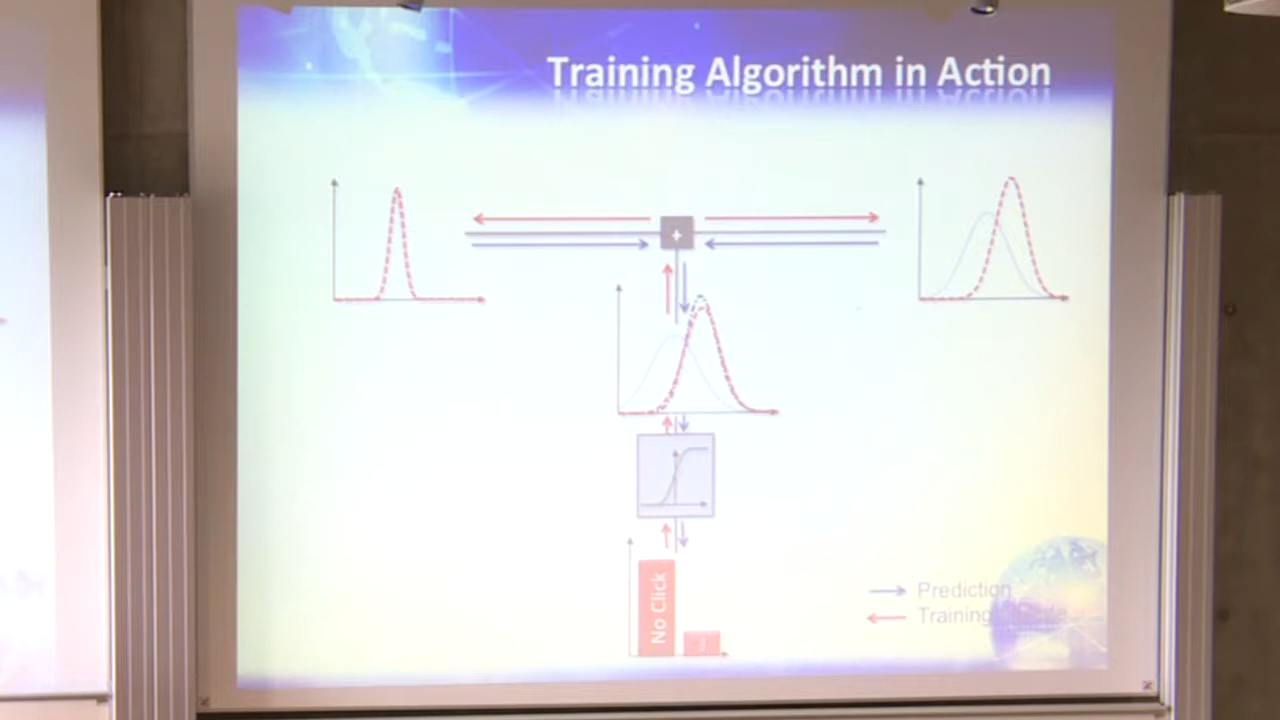 Training Algorithm in Action
+
No Click
Prediction
Training